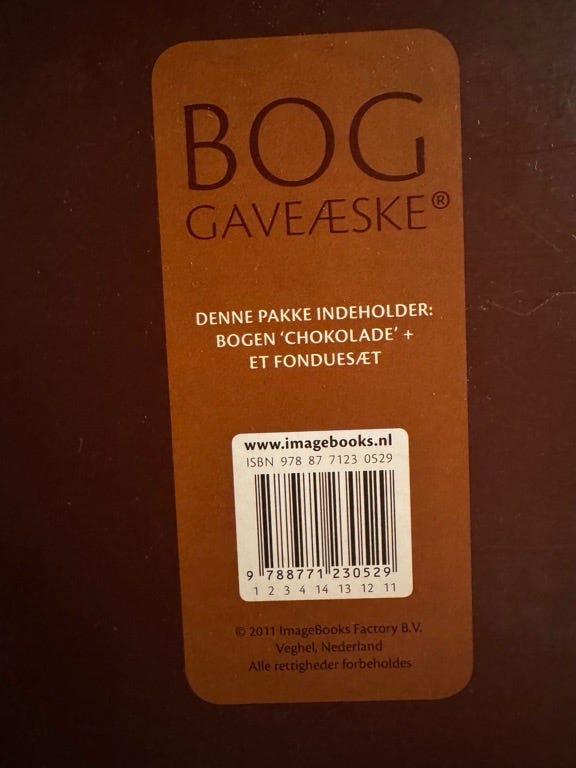 BOG
GAVEÆSKE®
DENNE PAKKE INDEHOLDER:
BOGEN ‘CHOKOLADE’ +
ET FONDUESÆT
www.imagebooks.nl
ISBN 978 87 7123 0529
9 788771 230529
1 2 3 4 14 13 12 11
© 2011 ImageBooks Factory B.V.
Veghel, Nederland
Alle rettigheder forbeholdes